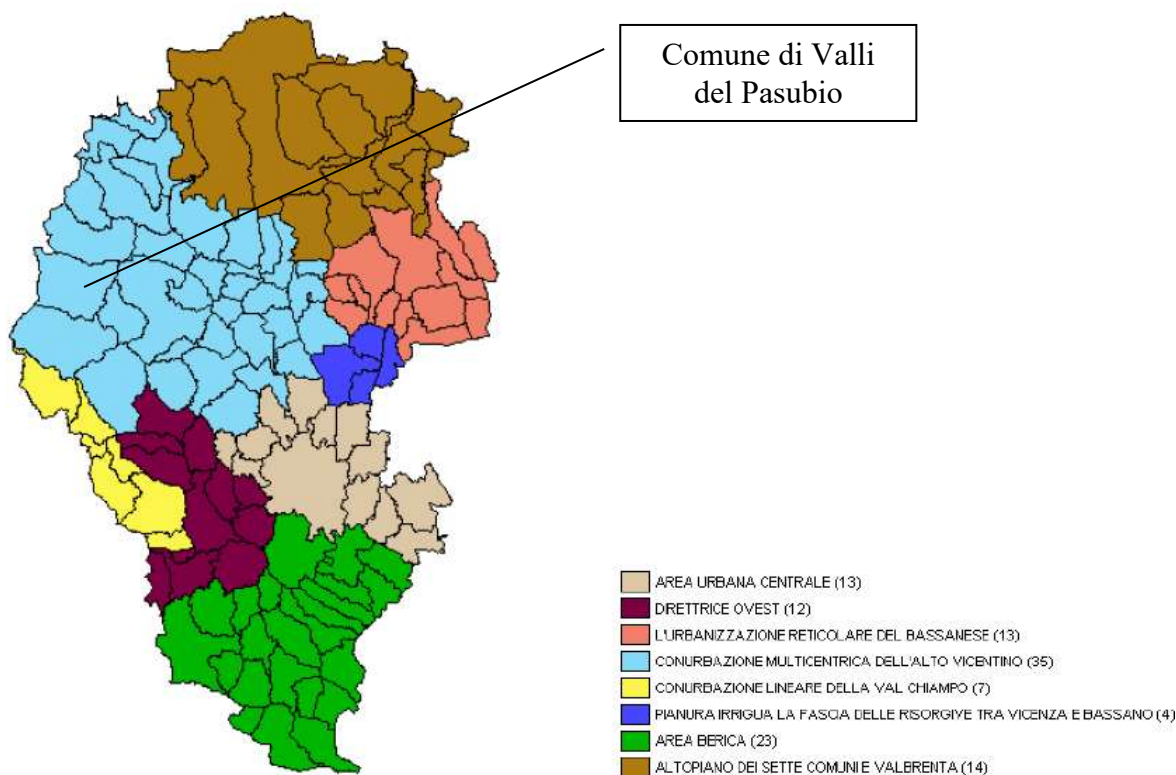 Comune di Valli
del Pasubio
AREA URBANA CENTRALE (13)
DIRETTRICE OVEST (12)
L'URBANIZZAZIONE RETICOLARE DEL BASSANESE (13)
CONURBAZIONE MULTICENTRICA DELL'ALTO VICENTINO (35)
CONURBAZIONE LINEARE DELLA VAL CHIAMPO (7)
PIANURA IRRIGUA LA FASCIA DELLE RISORGIVE TRA VICENZA E BASSANO (4)
AREA BERICA (23)
ALTOPIANO DEI SETTE COMUNI E VALBRENTA (14)